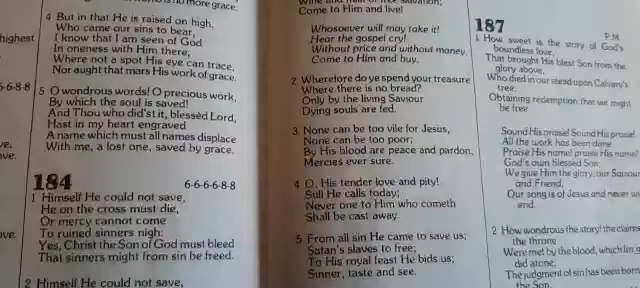 more grace.
highest
6-6-8-8
ve.
ave.
ve.
4 But in that He is raised on high,
Who came our sins to bear,
I know that I am seen of God
In oneness with Him there,
Where not a spot His eye can trace,
Nor aught that mars His work of grace.
5 O wondrous words! O precious work,
By which the soul is saved!
And Thou who did'st it, blessèd Lord,
Hast in my heart engraved
A name which must all names displace
With me, a lost one, saved by grace.
184 6-6-6-6-8-8
1 Himself He could not save,
He on the cross must die,
Or mercy cannot come
To ruined sinners nigh:
Yes, Christ the Son of God must bleed
That sinners might from sin be freed.
2 Himself He could not save,
Come to Him and live!
Whosoever will may take it!
Hear the gospel cry!
Without price and without money,
Come to Him and buy.
2 Wherefore do ye spend your treasure
Where there is no bread?
Only by the living Saviour
Dying souls are fed.
3 None can be too vile for Jesus,
None can be too poor;
By His blood are peace and pardon,
Mercies ever sure.
4 O, His tender love and pity!
Still He calls today;
Never one to Him who cometh
Shall be cast away.
5 From all sin He came to save us;
Satan's slaves to free;
To His royal feast He bids us;
Sinner, taste and see.
187
P.M
1 How sweet is the story of God's
boundless love,
That brought His blest Son from the
glory above,
Who died in our stead upon Calvary's
tree,
Obtaining redemption that we might
be free
Sound His praise! Sound His praise!
All the work has been done
Praise His name! praise His name!
God's own blessed Son;
We give Him the glory, our Saviour
and Friend,
Our song is of Jesus and never
end.
2 How wondrous the story! the claims
the throne
Were met by the blood, which
did atone,
The judgment of sin has been borne
the Son,